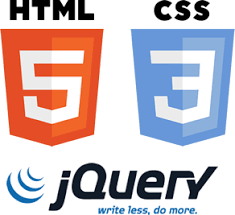 HTML CSS
5 3
jQuery
write less, do more.